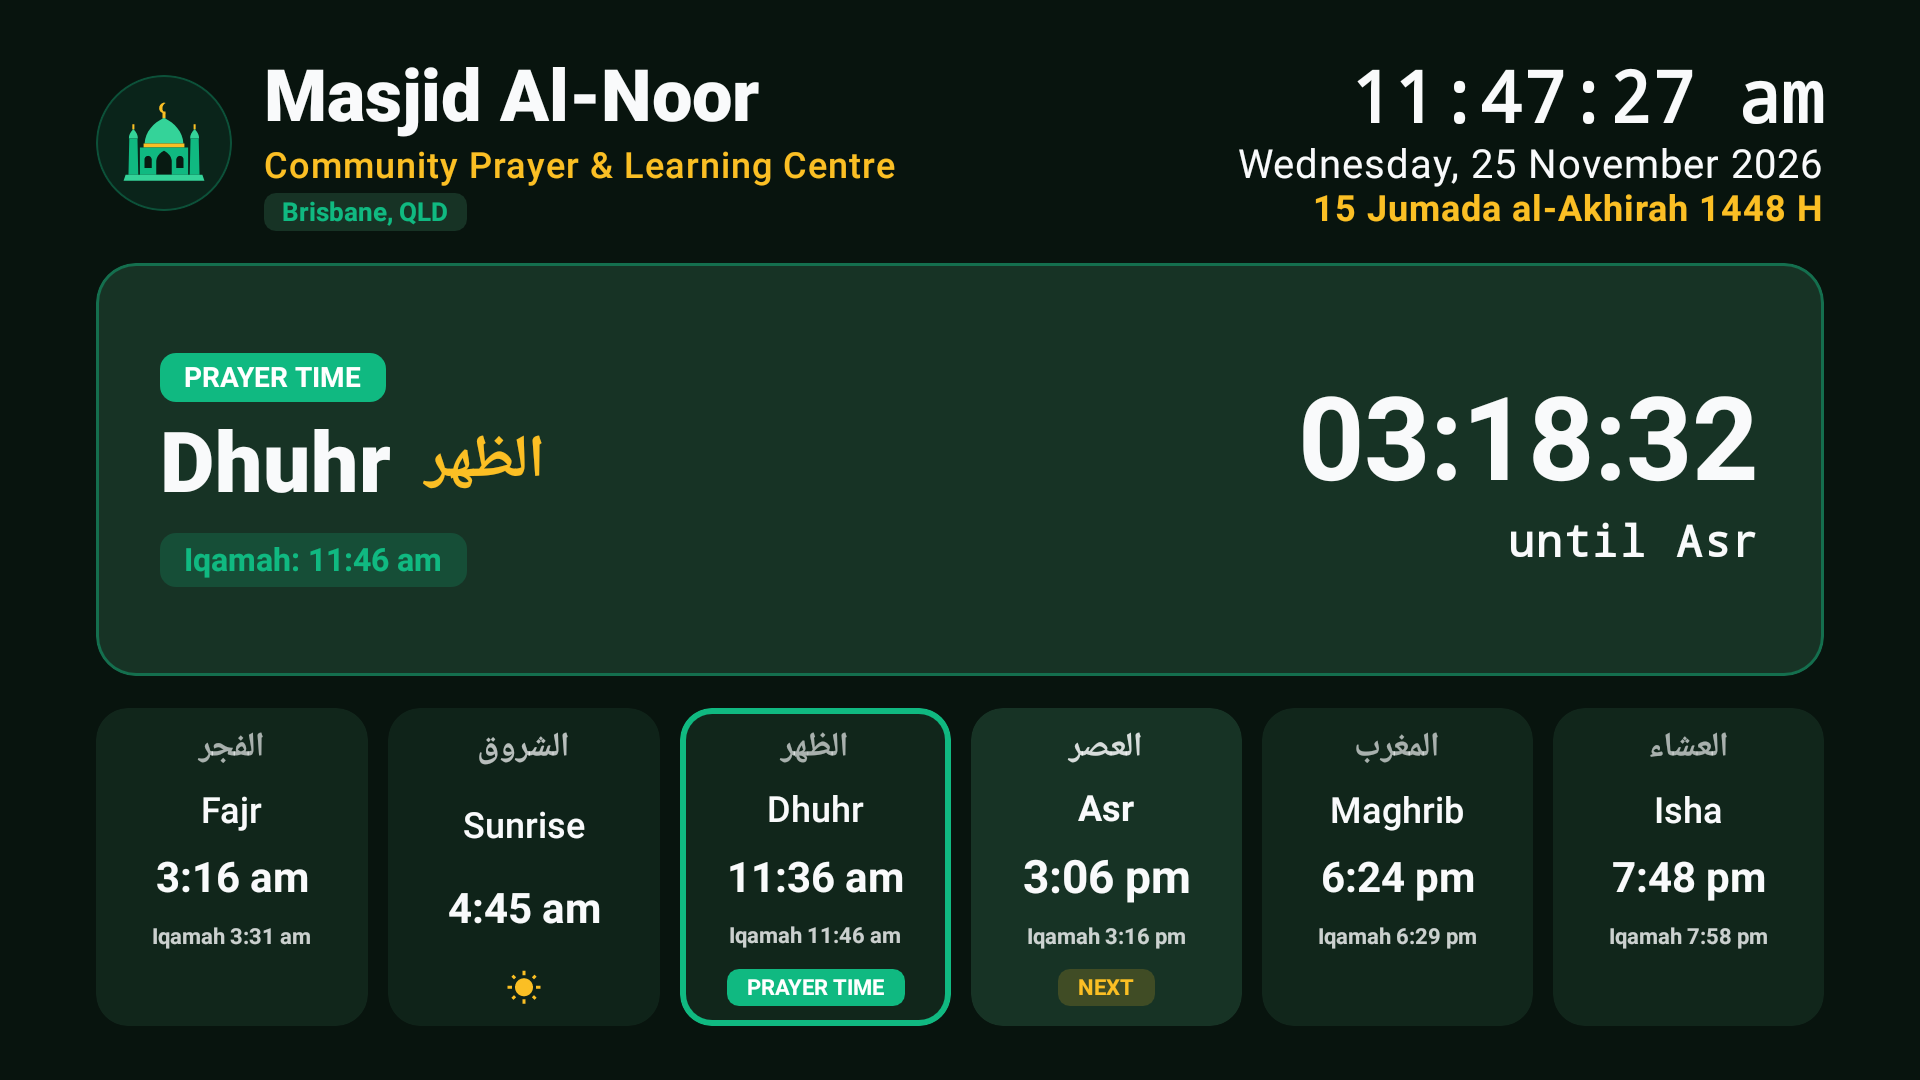 Masjid Al-Noor
Community Prayer & Learning Centre
Brisbane, QLD
11:47:27 am
Wednesday, 25 November 2026
15 Jumada al-Akhirah 1448 H
PRAYER TIME
Dhuhr الظهر
Iqamah: 11:46 am
03:18:32
until Asr
الفجر
Fajr
3:16 am
Iqamah 3:31 am
الشروق
Sunrise
4:45 am
الظهر
Dhuhr
11:36 am
Iqamah 11:46 am
PRAYER TIME
العصر
Asr
3:06 pm
Iqamah 3:16 pm
NEXT
المغرب
Maghrib
6:24 pm
Iqamah 6:29 pm
العشاء
Isha
7:48 pm
Iqamah 7:58 pm